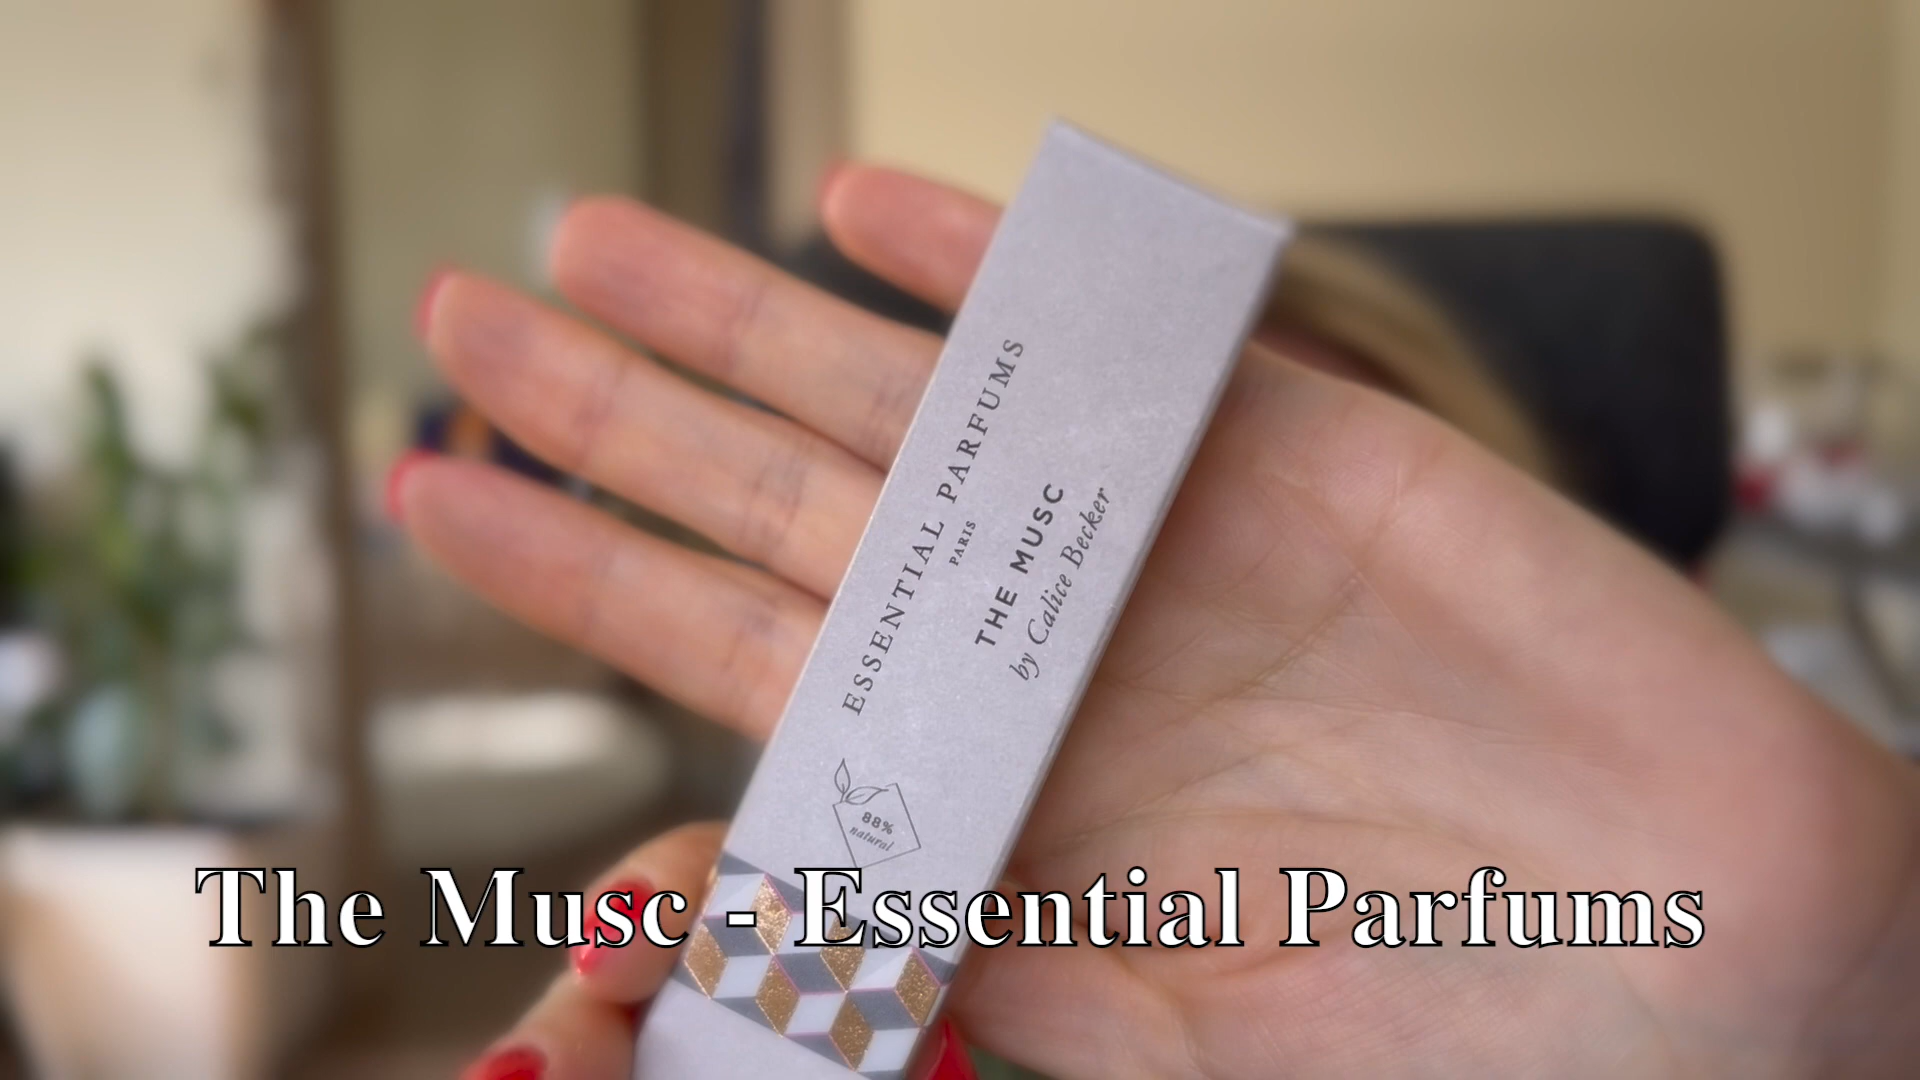 ESSENTIAL PARFUMS
PARIS
THE MUSC
by Calice Becker
88%
natural
The Musc - Essential Parfums